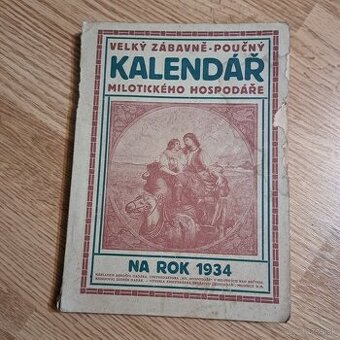 VELKÝ ZÁBAVNĚ-POUČNÝ
KALENDÁŘ
MILOTICKÉHO HOSPODÁŘE
NA ROK 1934